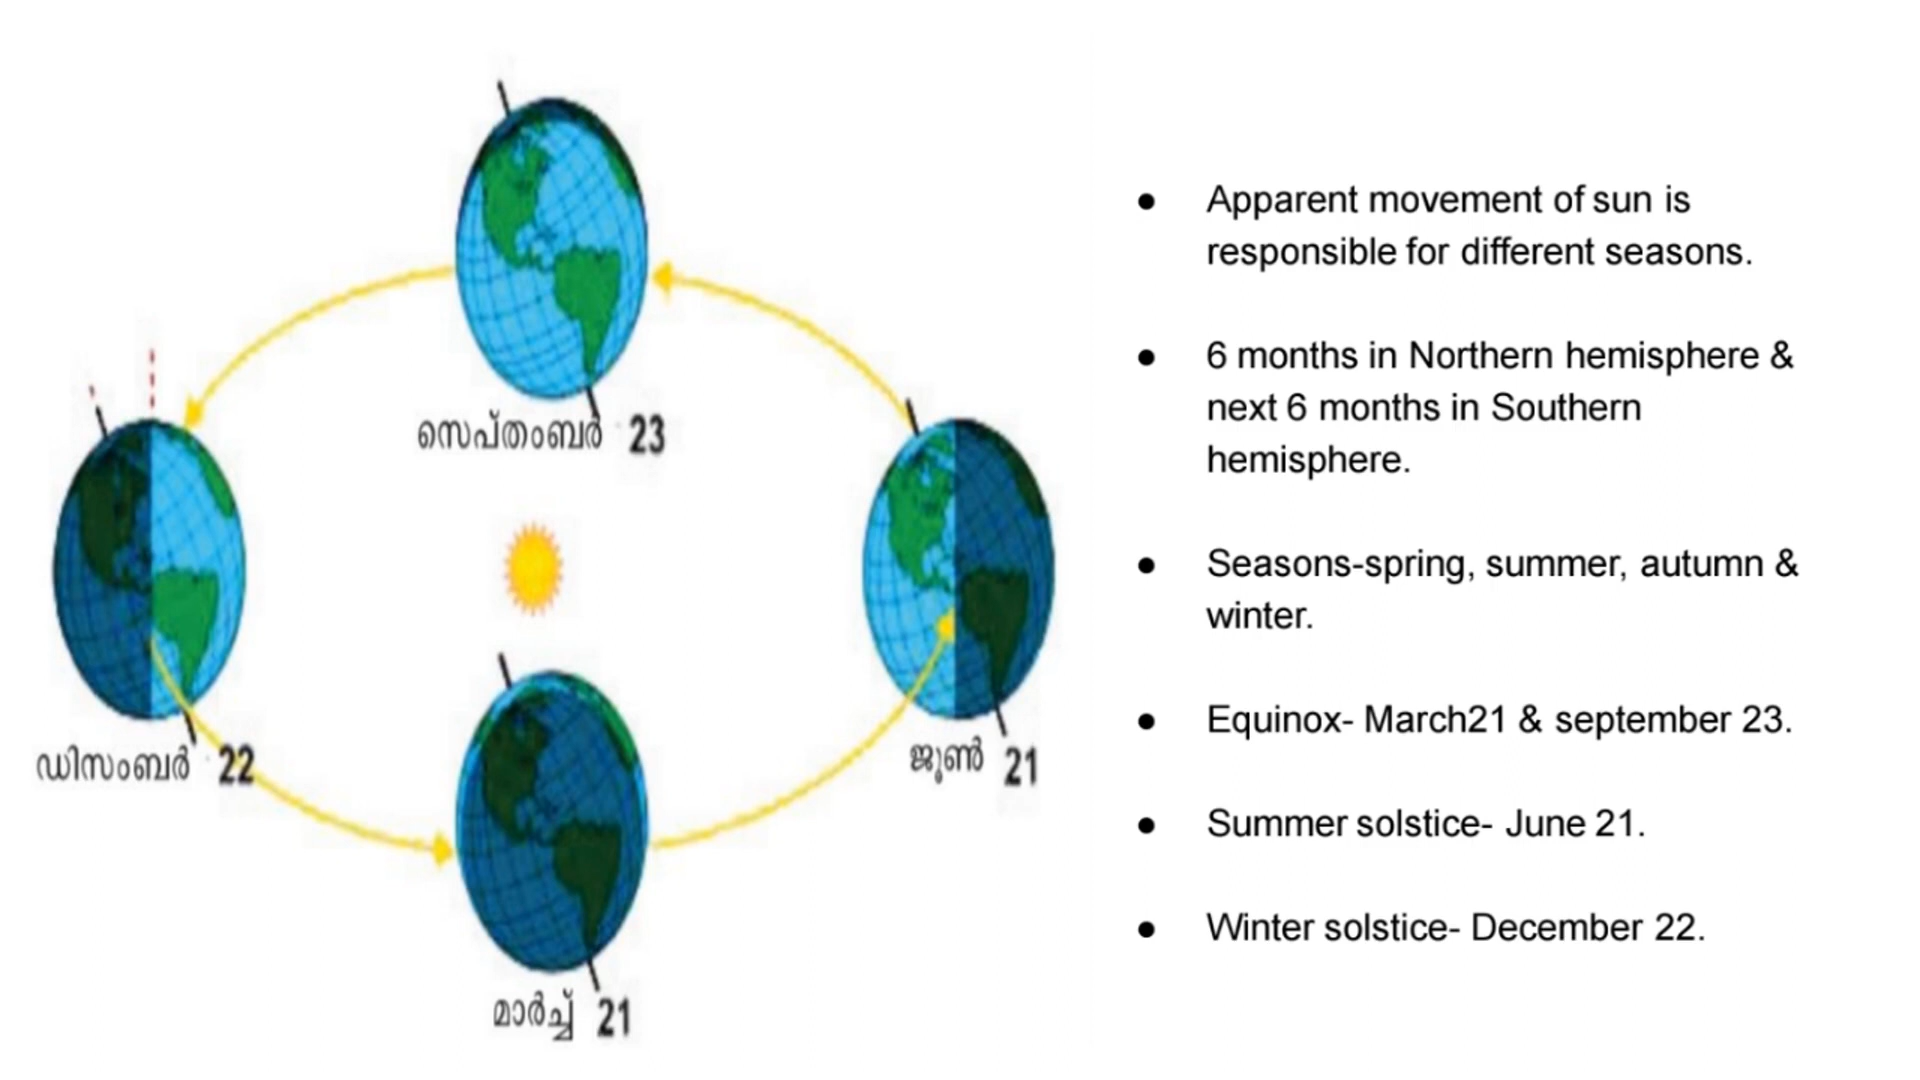 സെപ്തംബർ 23
ഡിസംബർ 22
ജൂൺ 21
മാർച്ച് 21
● Apparent movement of sun is
responsible for different seasons.
● 6 months in Northern hemisphere &
next 6 months in Southern
hemisphere.
● Seasons-spring, summer, autumn &
winter.
● Equinox- March21 & september 23.
● Summer solstice- June 21.
● Winter solstice- December 22.